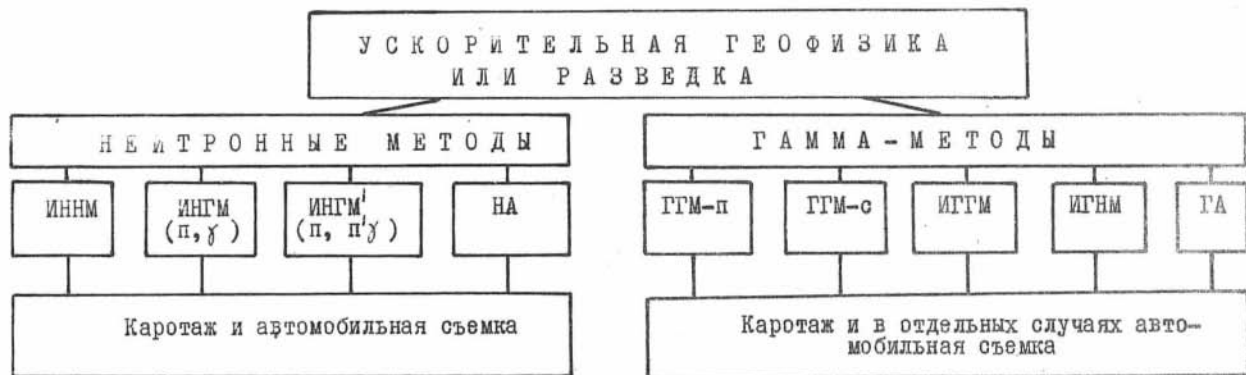 УСКОРИТЕЛЬНАЯ ГЕОФИЗИКА
ИЛИ РАЗВЕДКА
НЕЙТРОННЫЕ МЕТОДЫ
ГАММА-МЕТОДЫ
ИННМ
ИНГМ
(п,γ)
ИНГМ'
(п, п'γ)
НА
ГГМ-п
ГГМ-с
ИГГМ
ИГНМ
ГА
Каротаж и автомобильная съемка
Каротаж и в отдельных случаях авто-
мобильная съемка